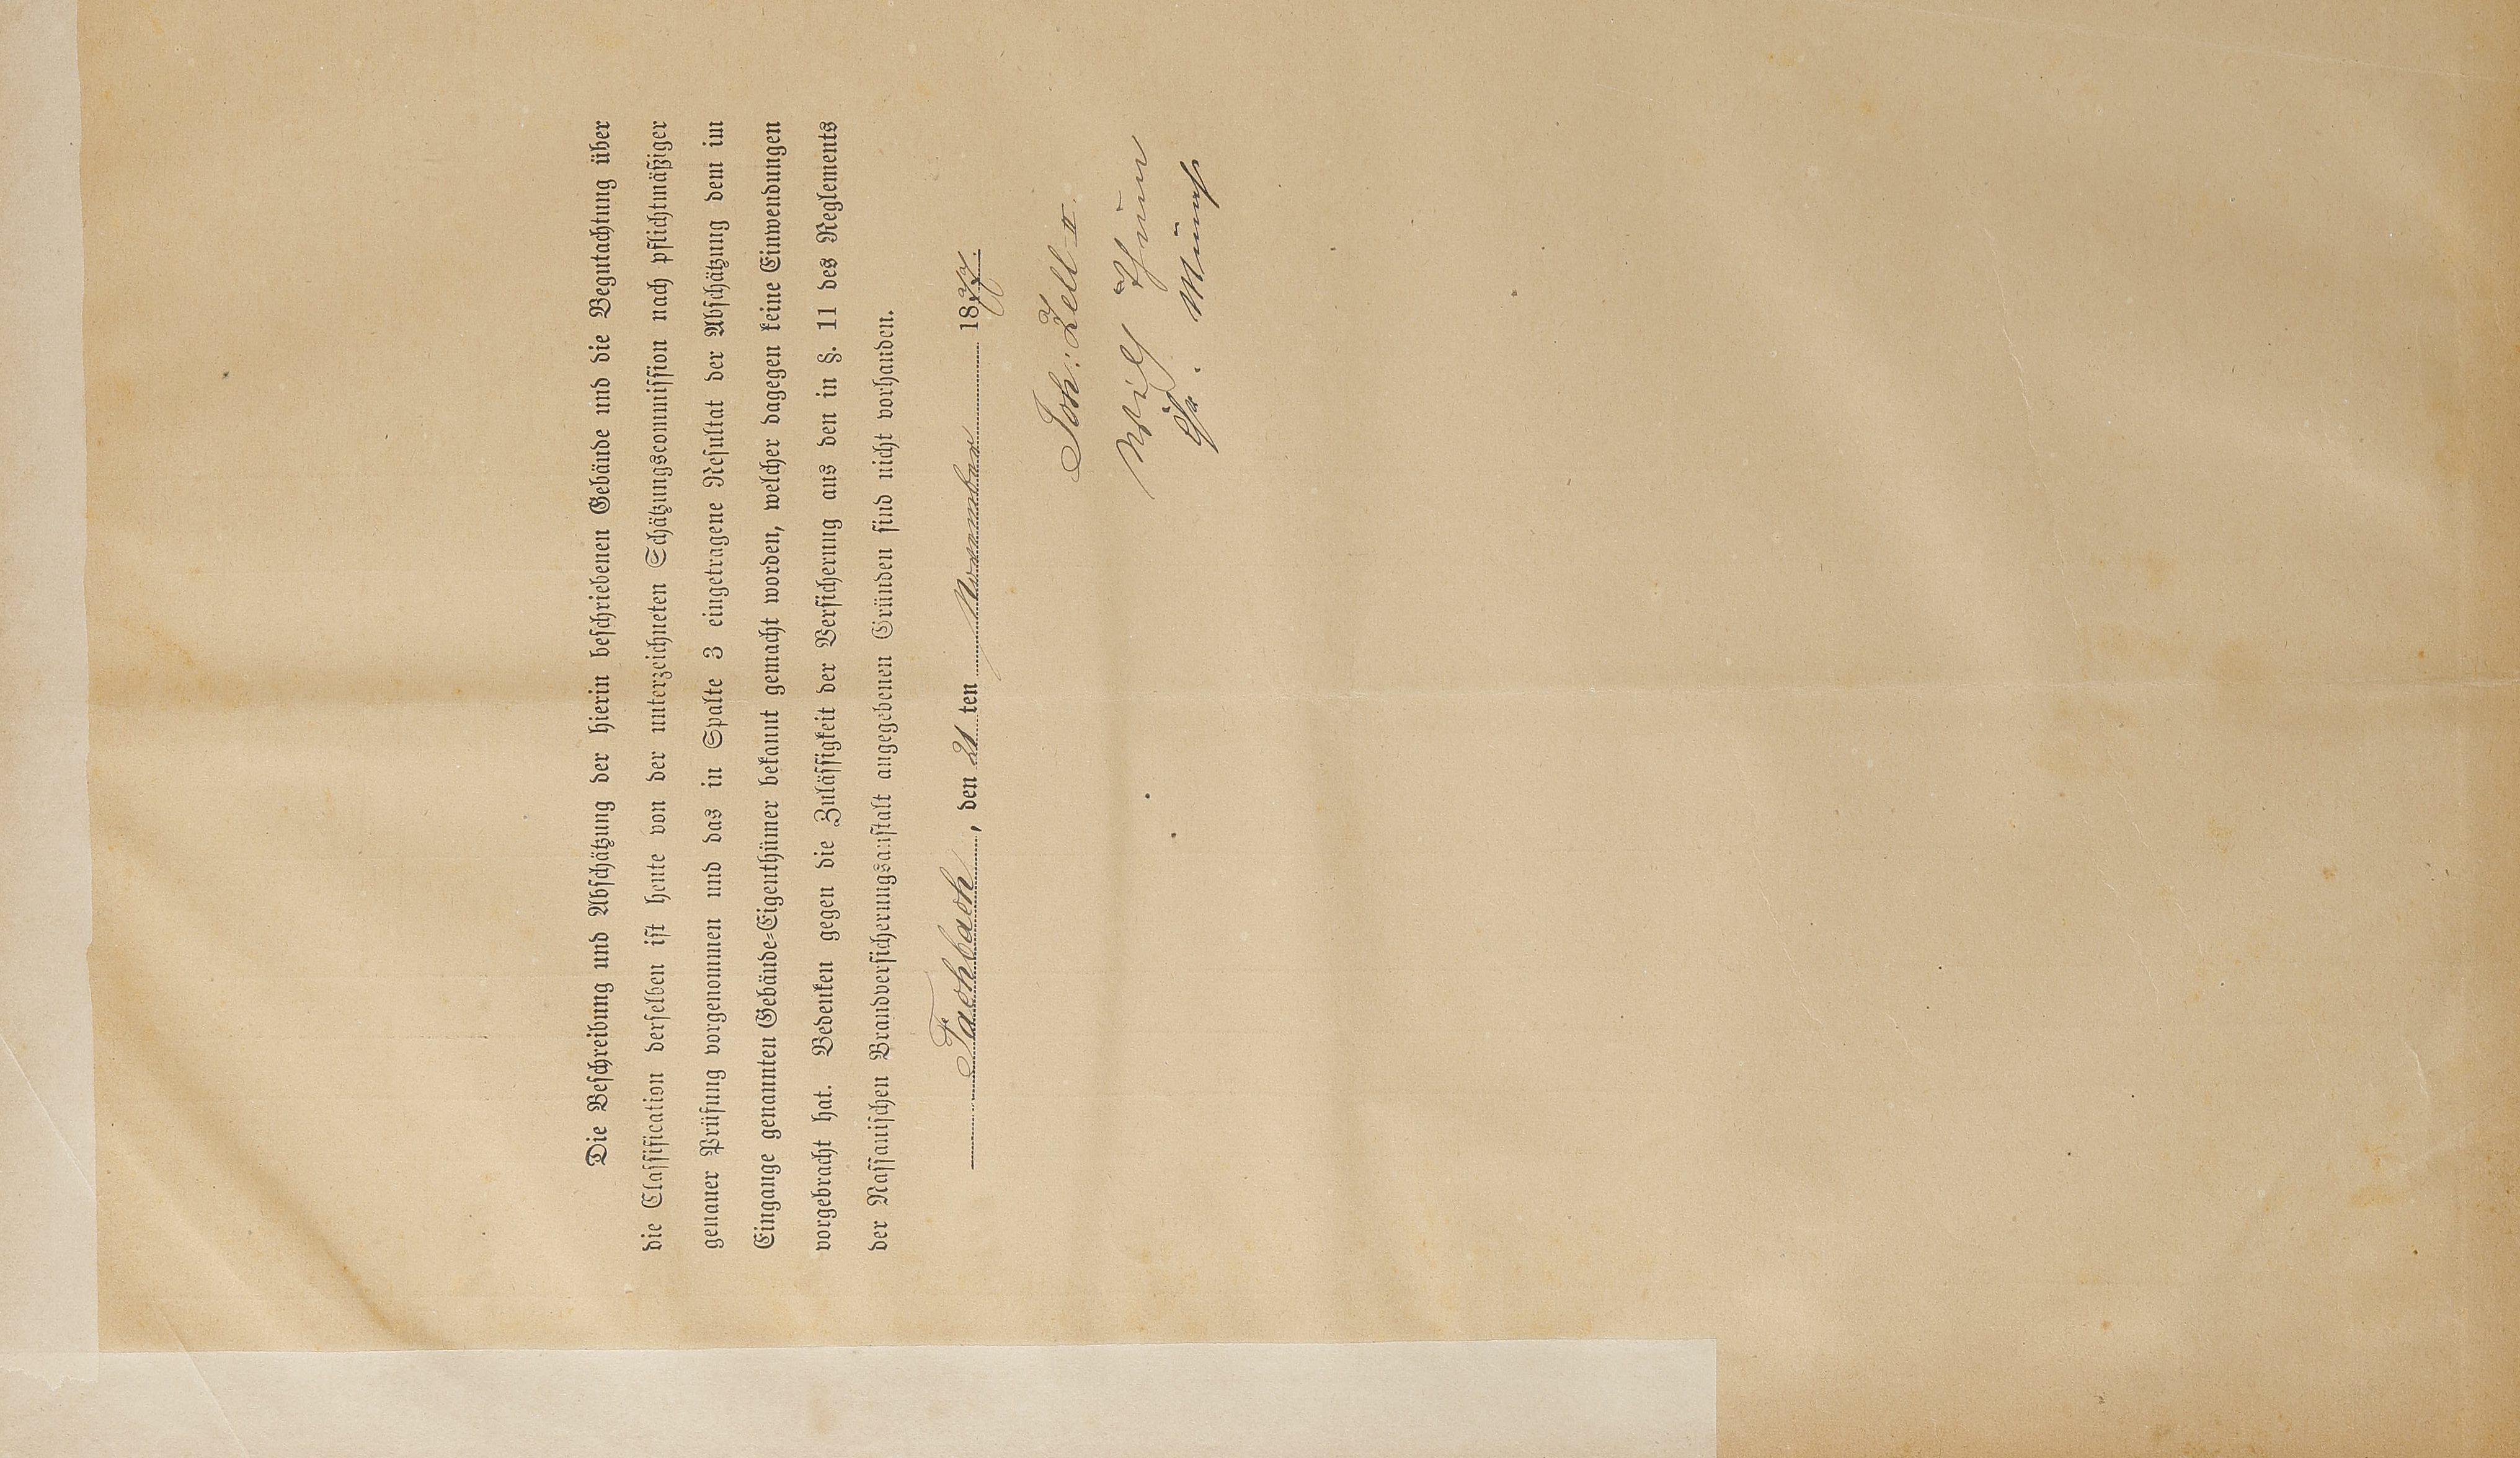 Die Beschreibung und Abschätzung der hierin beschriebenen Gebäude und die Begutachtung über
die Classification derselben ist heute von der unterzeichneten Schätzungscommission nach pflichtmäßiger
genauer Prüfung vorgenommen und das in Spalte 3 eingetragene Resultat der Abschätzung dem im
Eingange genannten Gebäude=Eigenthümer bekannt gemacht worden, welcher dagegen keine Einwendungen
vorgebracht hat. Bedenken gegen die Zulässigkeit der Versicherung aus den in §. 11 des Reglements
der Nassauischen Brandversicherungsanstalt angegebenen Gründen sind nicht vorhanden.
Fachbach, den 21 ten November 1877.
Joh: Zell II.
Wilh